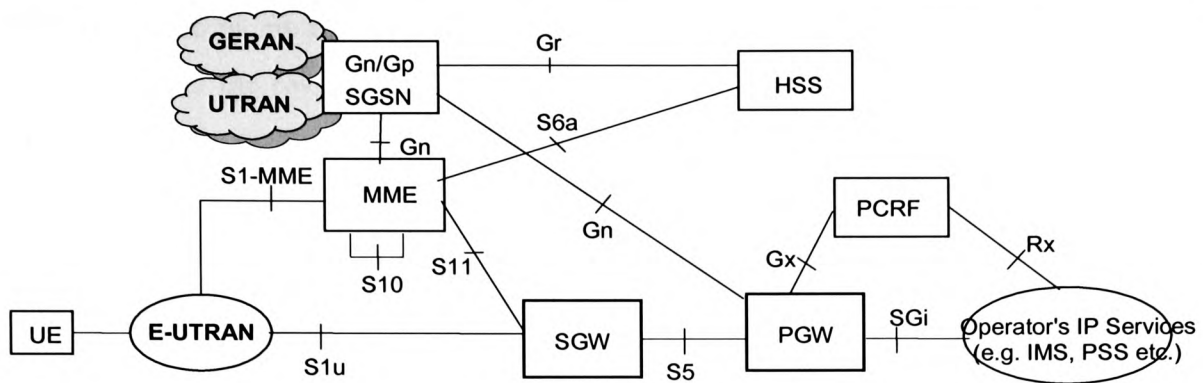 GERAN
UTRAN
Gn/Gp
SGSN
Gr
HSS
S6a
Gn
S1-MME
MME
Gn
PCRF
Gx
Rx
S10
S11
UE
E-UTRAN
S1u
SGW
S5
PGW
SGi
Operator's IP Services
(e.g. IMS, PSS etc.)